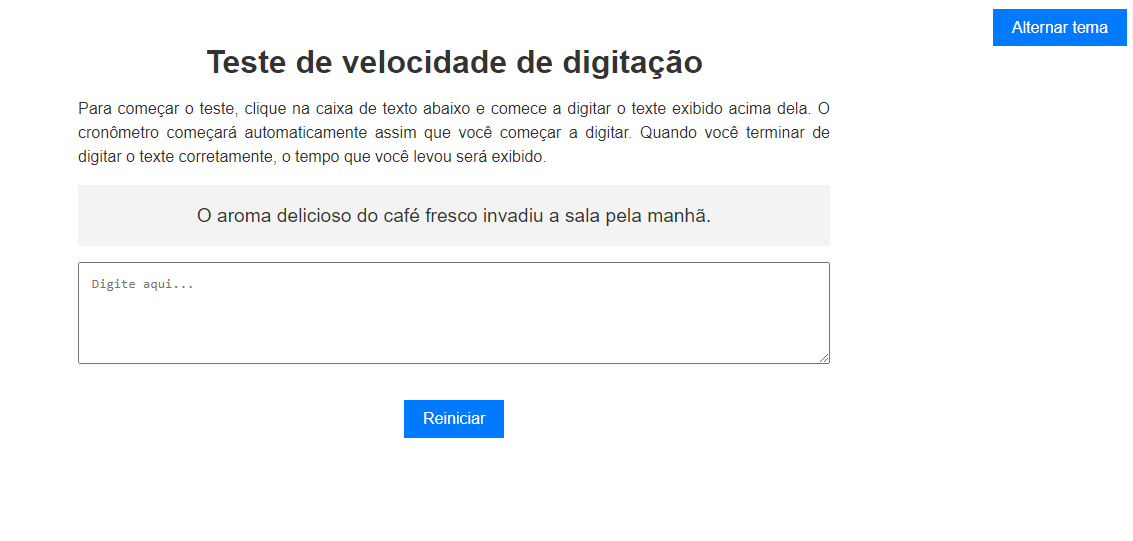 Alternar tema
Teste de velocidade de digitação
Para começar o teste, clique na caixa de texto abaixo e comece a digitar o texte exibido acima dela. O
cronômetro começará automaticamente assim que você começar a digitar. Quando você terminar de
digitar o texte corretamente, o tempo que você levou será exibido.
O aroma delicioso do café fresco invadiu a sala pela manhã.
Digite aqui...
Reiniciar